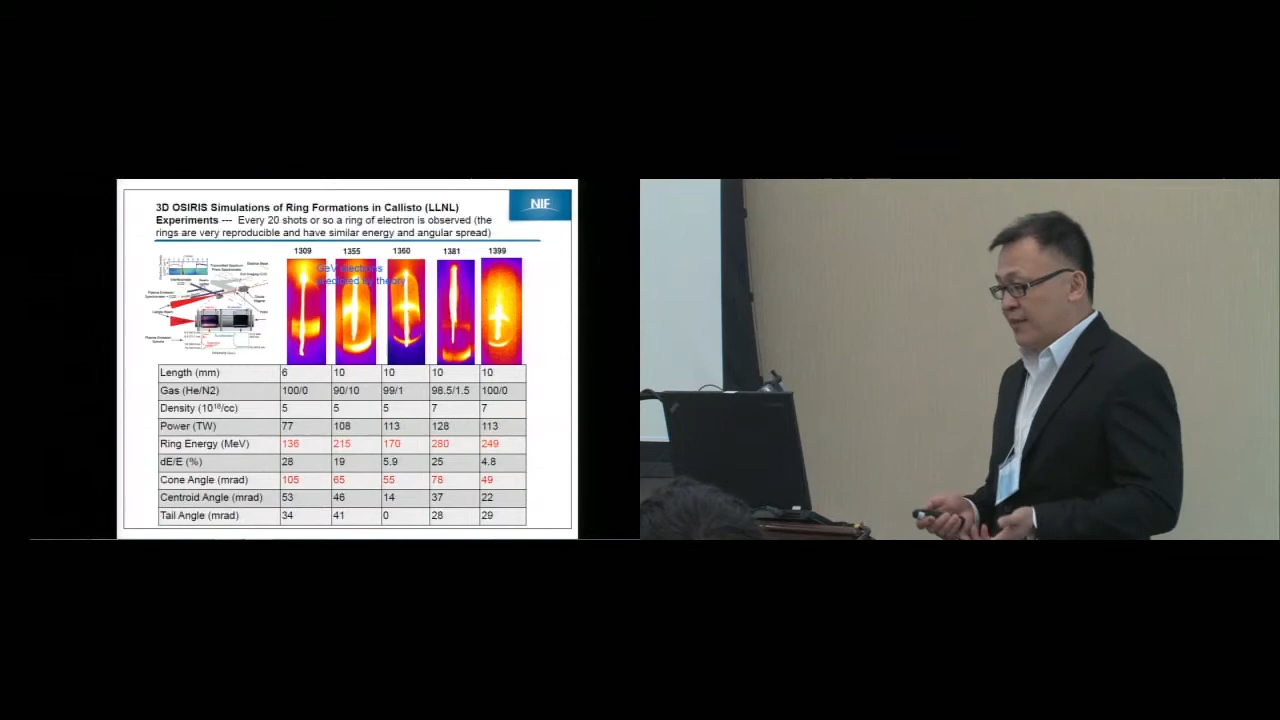 3D OSIRIS Simulations of Ring Formations in Callisto (LLNL)
Experiments --- Every 20 shots or so a ring of electron is observed (the
rings are very reproducible and have similar energy and angular spread)
NIF
1309 1355 1360 1381 1399
GeV electrons
predicted by theory
Length (mm) 6 10 10 10 10
Gas (He/N2) 100/0 90/10 99/1 98.5/1.5 100/0
Density (10¹⁸/cc) 5 5 5 7 7
Power (TW) 77 108 113 128 113
Ring Energy (MeV) 136 215 170 280 249
dE/E (%) 28 19 5.9 25 4.8
Cone Angle (mrad) 105 65 55 78 49
Centroid Angle (mrad) 53 46 14 37 22
Tail Angle (mrad) 34 41 0 28 29